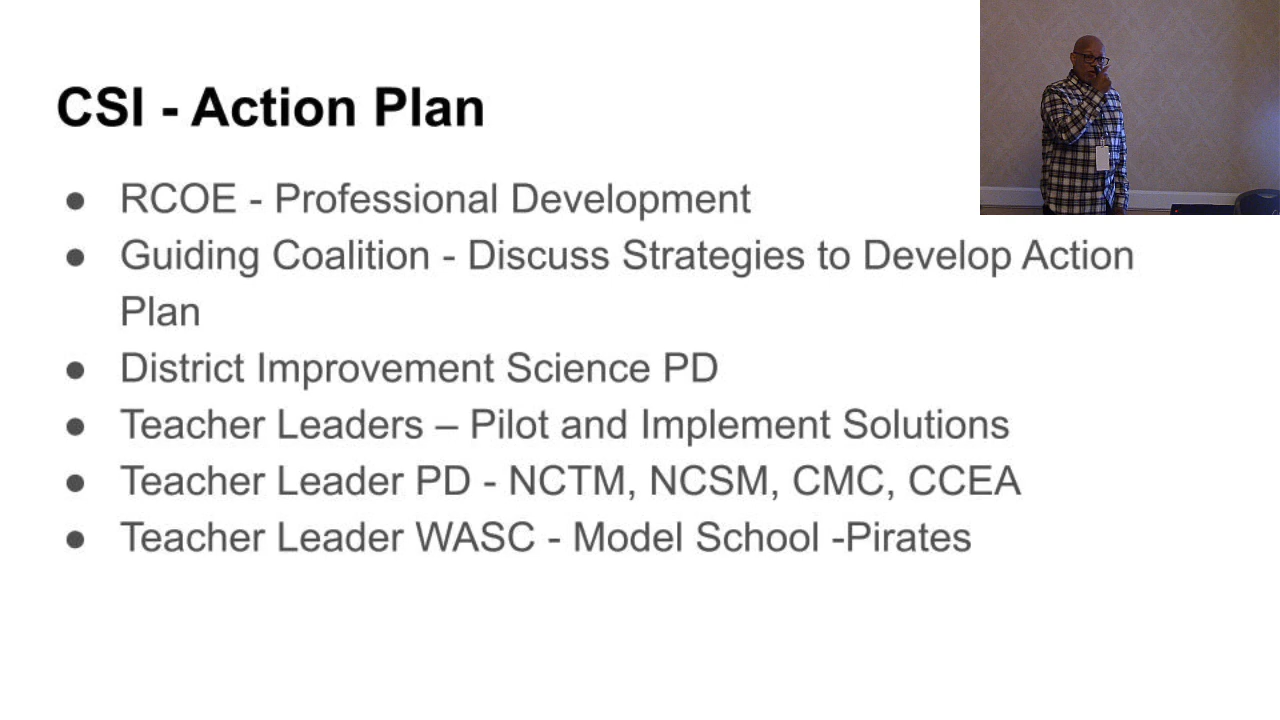 CSI - Action Plan
● RCOE - Professional Development
● Guiding Coalition - Discuss Strategies to Develop Action
Plan
● District Improvement Science PD
● Teacher Leaders – Pilot and Implement Solutions
● Teacher Leader PD - NCTM, NCSM, CMC, CCEA
● Teacher Leader WASC - Model School -Pirates